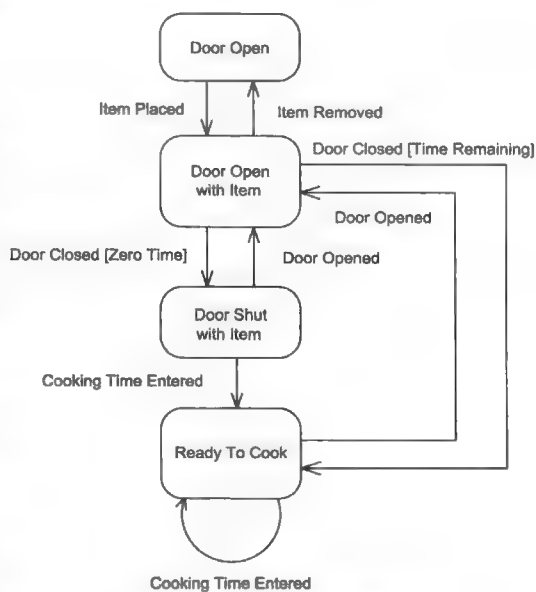 Door Open
Item Placed
Item Removed
Door Closed [Time Remaining]
Door Open
with Item
Door Opened
Door Closed [Zero Time]
Door Opened
Door Shut
with Item
Cooking Time Entered
Ready To Cook
Cooking Time Entered